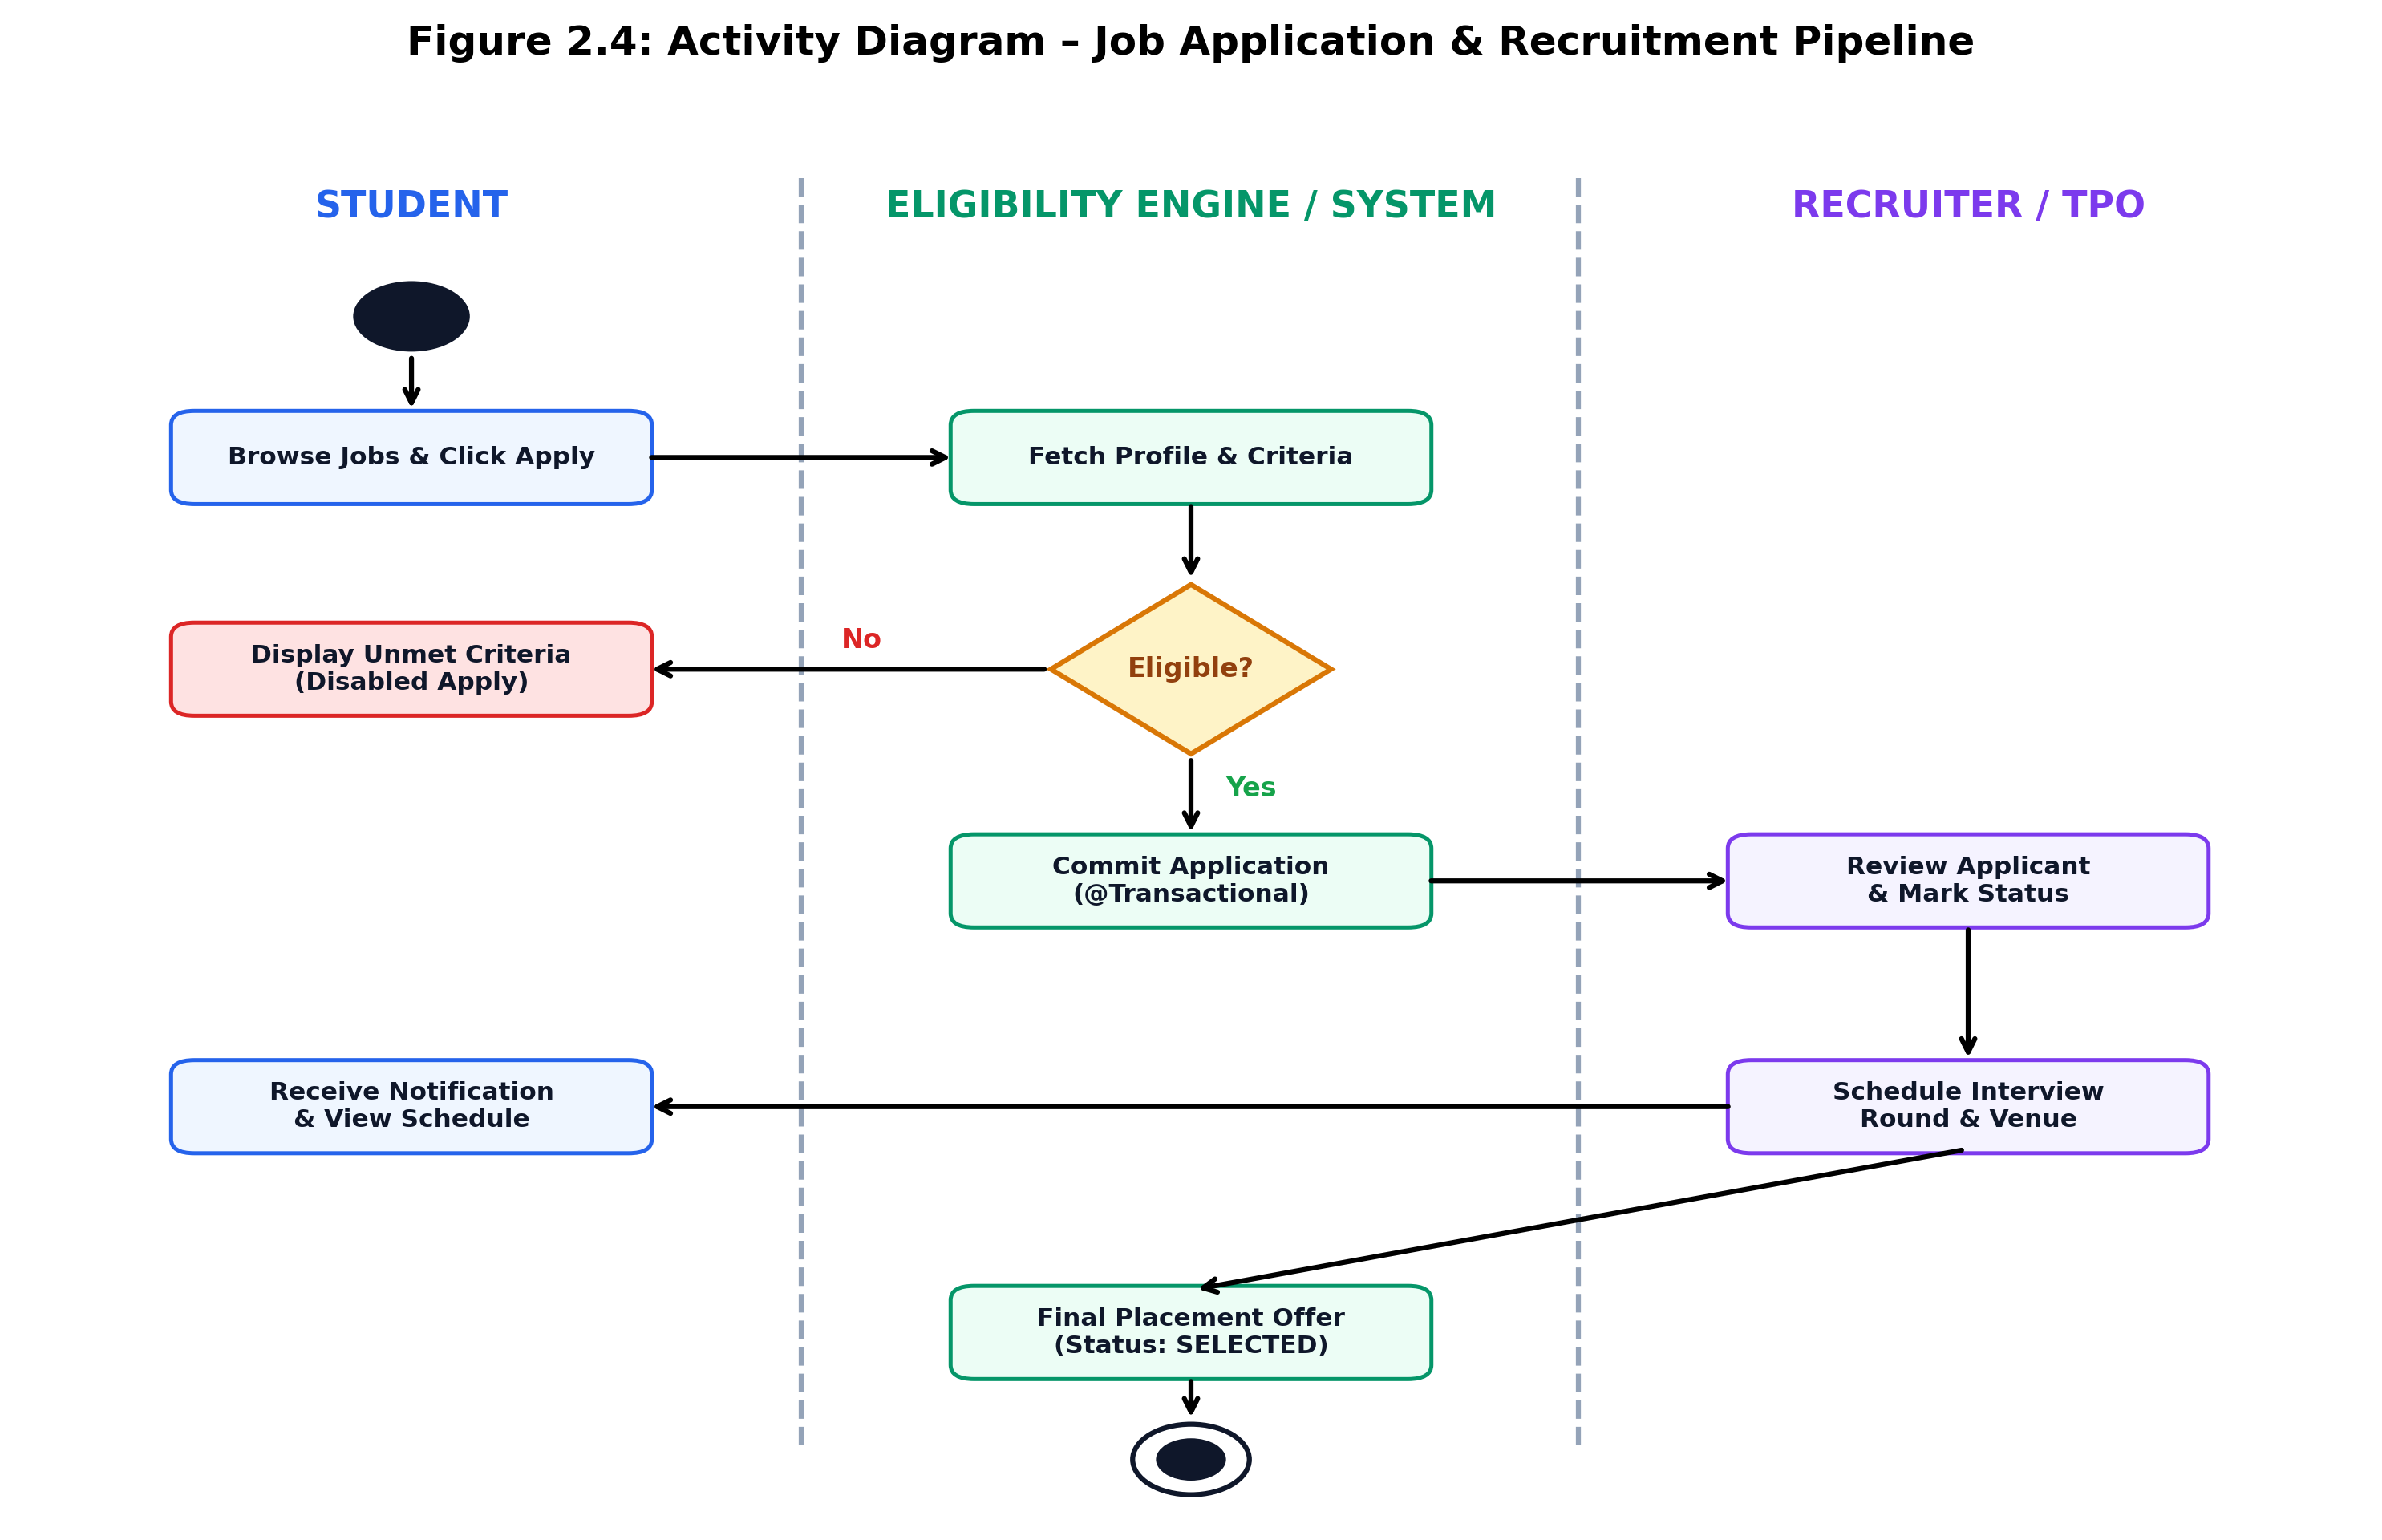 Figure 2.4: Activity Diagram – Job Application & Recruitment Pipeline
STUDENT
ELIGIBILITY ENGINE / SYSTEM
RECRUITER / TPO
Browse Jobs & Click Apply
Fetch Profile & Criteria
Display Unmet Criteria
(Disabled Apply)
No
Eligible?
Yes
Commit Application
(@Transactional)
Review Applicant
& Mark Status
Receive Notification
& View Schedule
Schedule Interview
Round & Venue
Final Placement Offer
(Status: SELECTED)